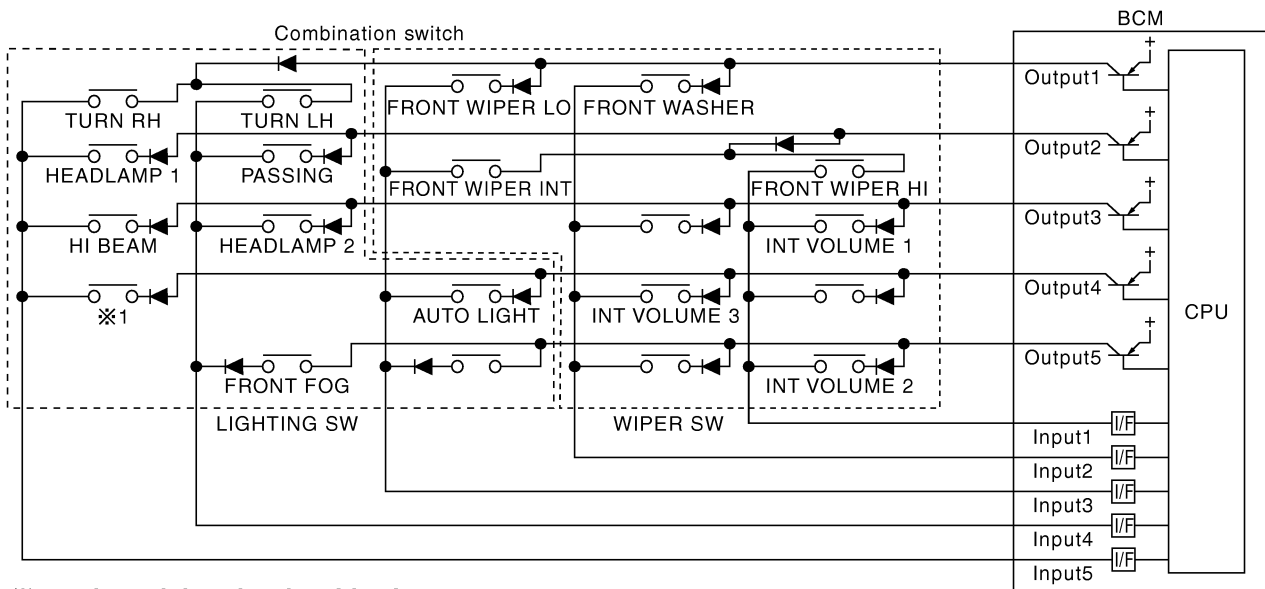 BCM
Combination switch
Output1
TURN RH
TURN LH
FRONT WIPER LO
FRONT WASHER
Output2
HEADLAMP 1
PASSING
FRONT WIPER INT
FRONT WIPER HI
Output3
HI BEAM
HEADLAMP 2
INT VOLUME 1
Output4
※1
AUTO LIGHT
INT VOLUME 3
CPU
Output5
FRONT FOG
INT VOLUME 2
LIGHTING SW
WIPER SW
I/F
Input1
I/F
Input2
I/F
Input3
I/F
Input4
I/F
Input5
+
+
+
+
+